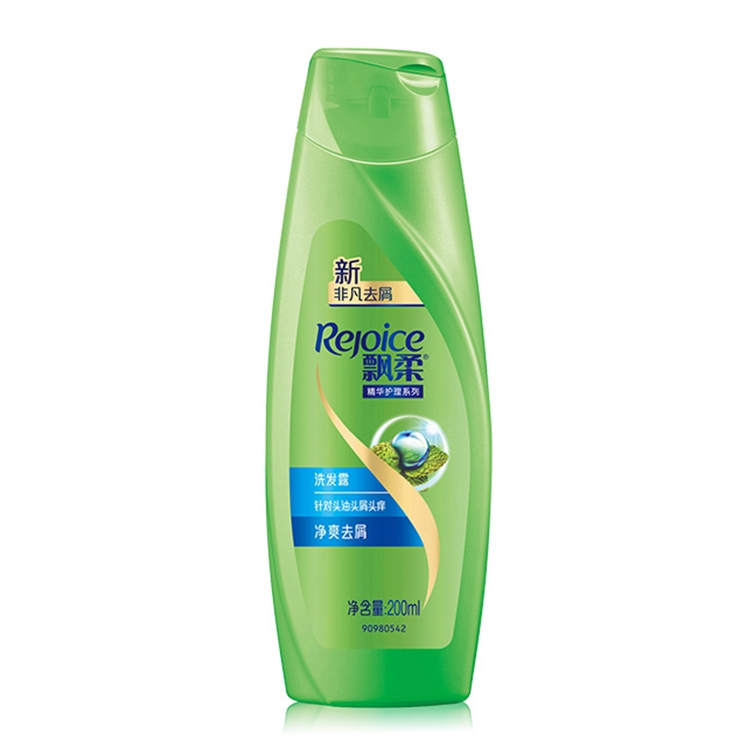 新
非凡去屑
Rejoice
飘柔®
精华护理系列
洗发露
针对头油头屑头痒
净爽去屑
净含量:200ml
90980542